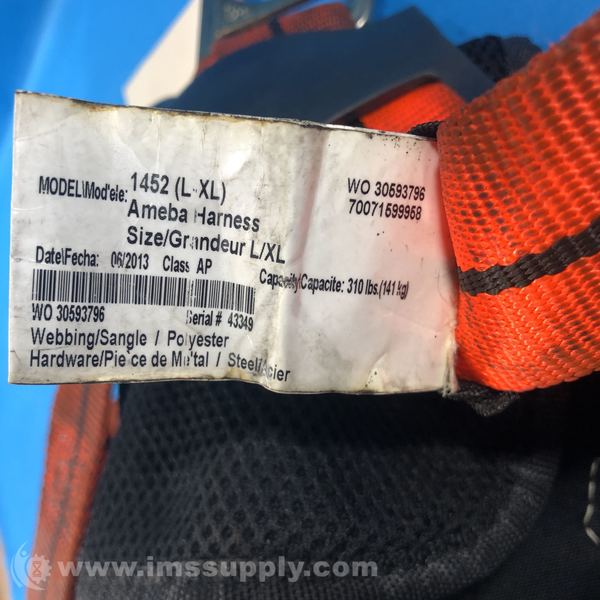 MODEL\Mod'ele: 1452 (L-XL)
Ameba Harness
Size/Grandeur L/XL
WO 30593796
70071599958
Date\Fecha: 06/2013 Class AP
Capacity/Capacite: 310 lbs.(141 kg)
WO 30593796 Serial # 43349
Webbing/Sangle / Polyester
Hardware/Pie'ce de Me'tal / Steel/Acier
www.imssupply.com